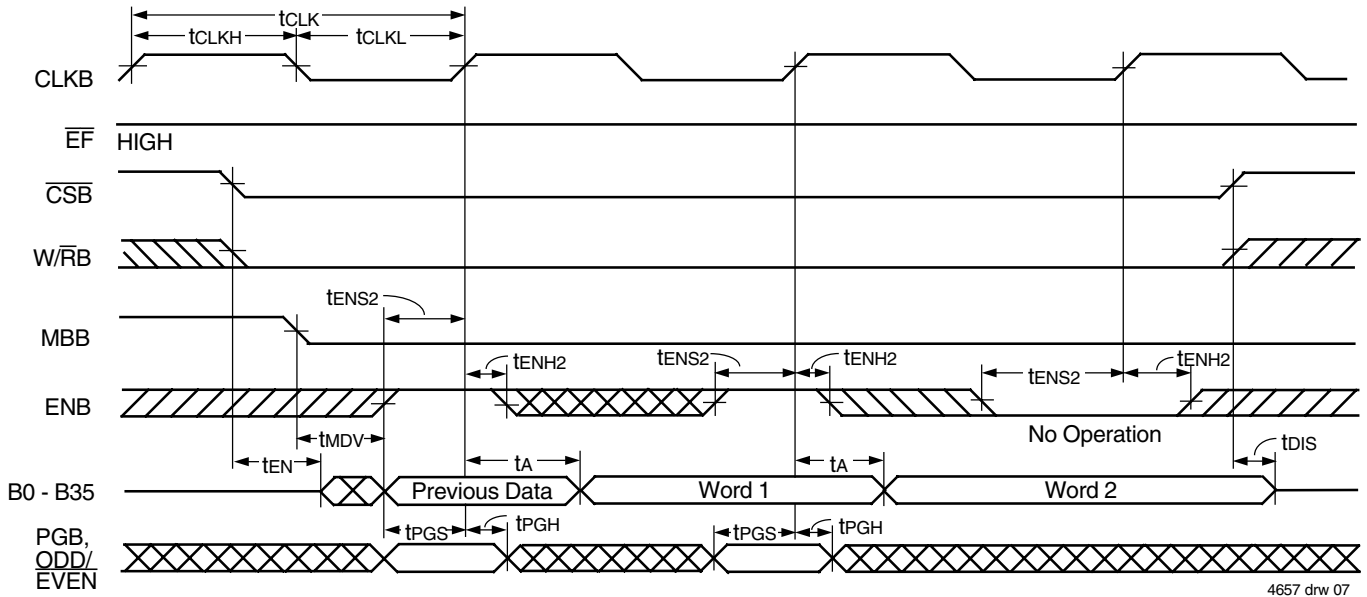 tCLK
tCLKH tCLKL
CLKB
EF HIGH
CSB
W/RB
tENS2
MBB
tENH2 tENS2 tENH2 tENS2 tENH2
ENB
No Operation
tMDV
tEN tA tA tDIS
B0 - B35 Previous Data Word 1 Word 2
tPGS tPGH tPGS tPGH
PGB,
ODD/
EVEN
4657 drw 07